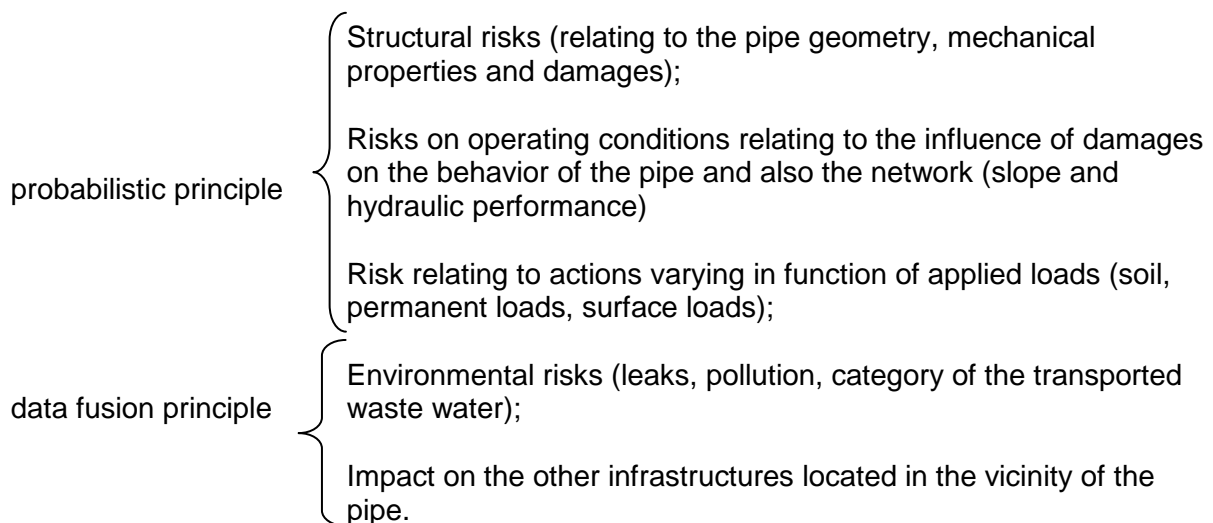 Structural risks (relating to the pipe geometry, mechanical
properties and damages);
Risks on operating conditions relating to the influence of damages
on the behavior of the pipe and also the network (slope and
probabilistic principle
hydraulic performance)
Risk relating to actions varying in function of applied loads (soil,
permanent loads, surface loads);
Environmental risks (leaks, pollution, category of the transported
data fusion principle
waste water);
Impact on the other infrastructures located in the vicinity of the
pipe.